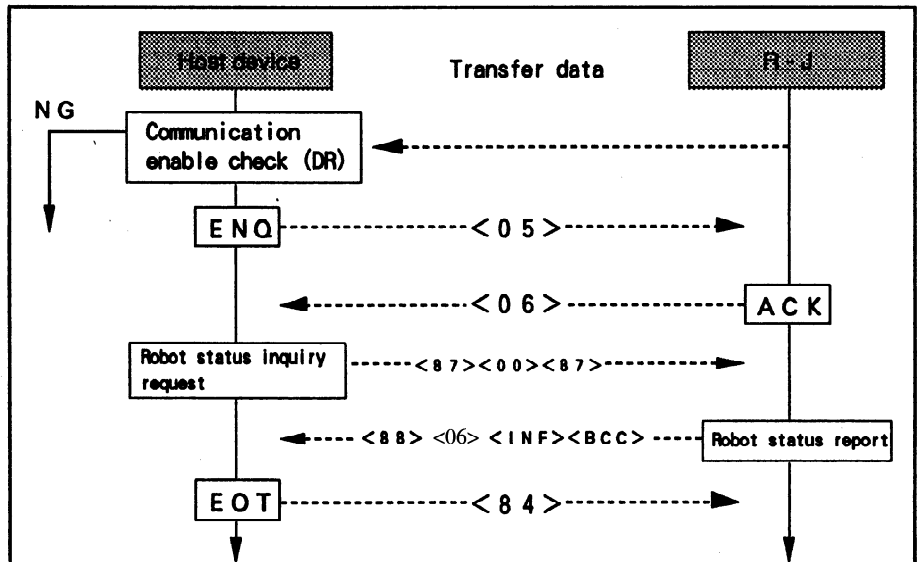 Host device
Transfer data
R-J
NG
Communication
enable check (DR)
ENQ
<05>
<06>
ACK
Robot status inquiry
request
<87><00><87>
<88> <06> <INF><BCC>
Robot status report
EOT
<84>